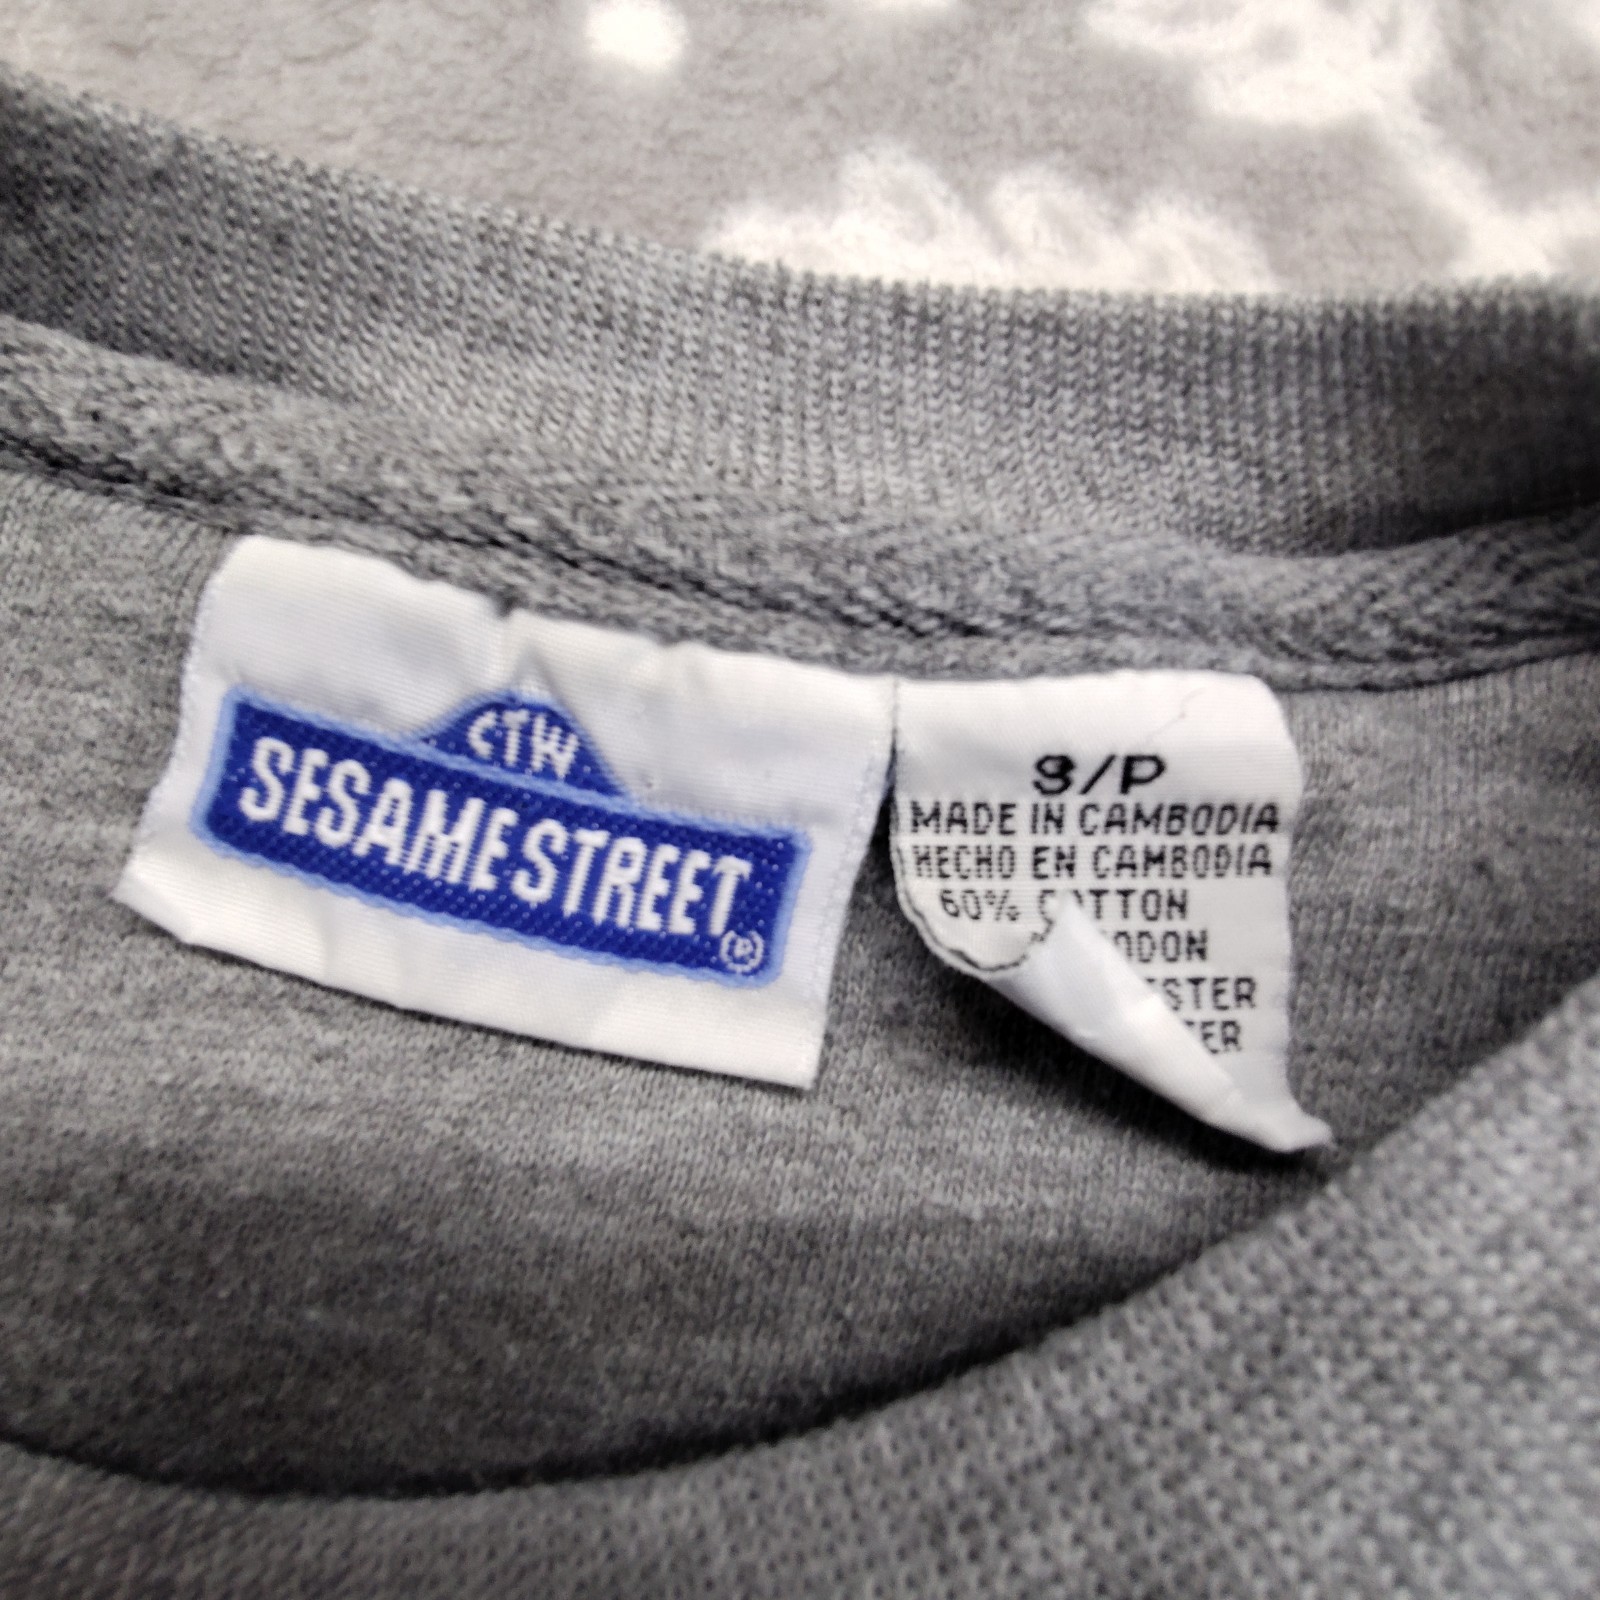 CTW
SESAME STREET
®
S/P
MADE IN CAMBODIA
HECHO EN CAMBODIA
60% COTTON